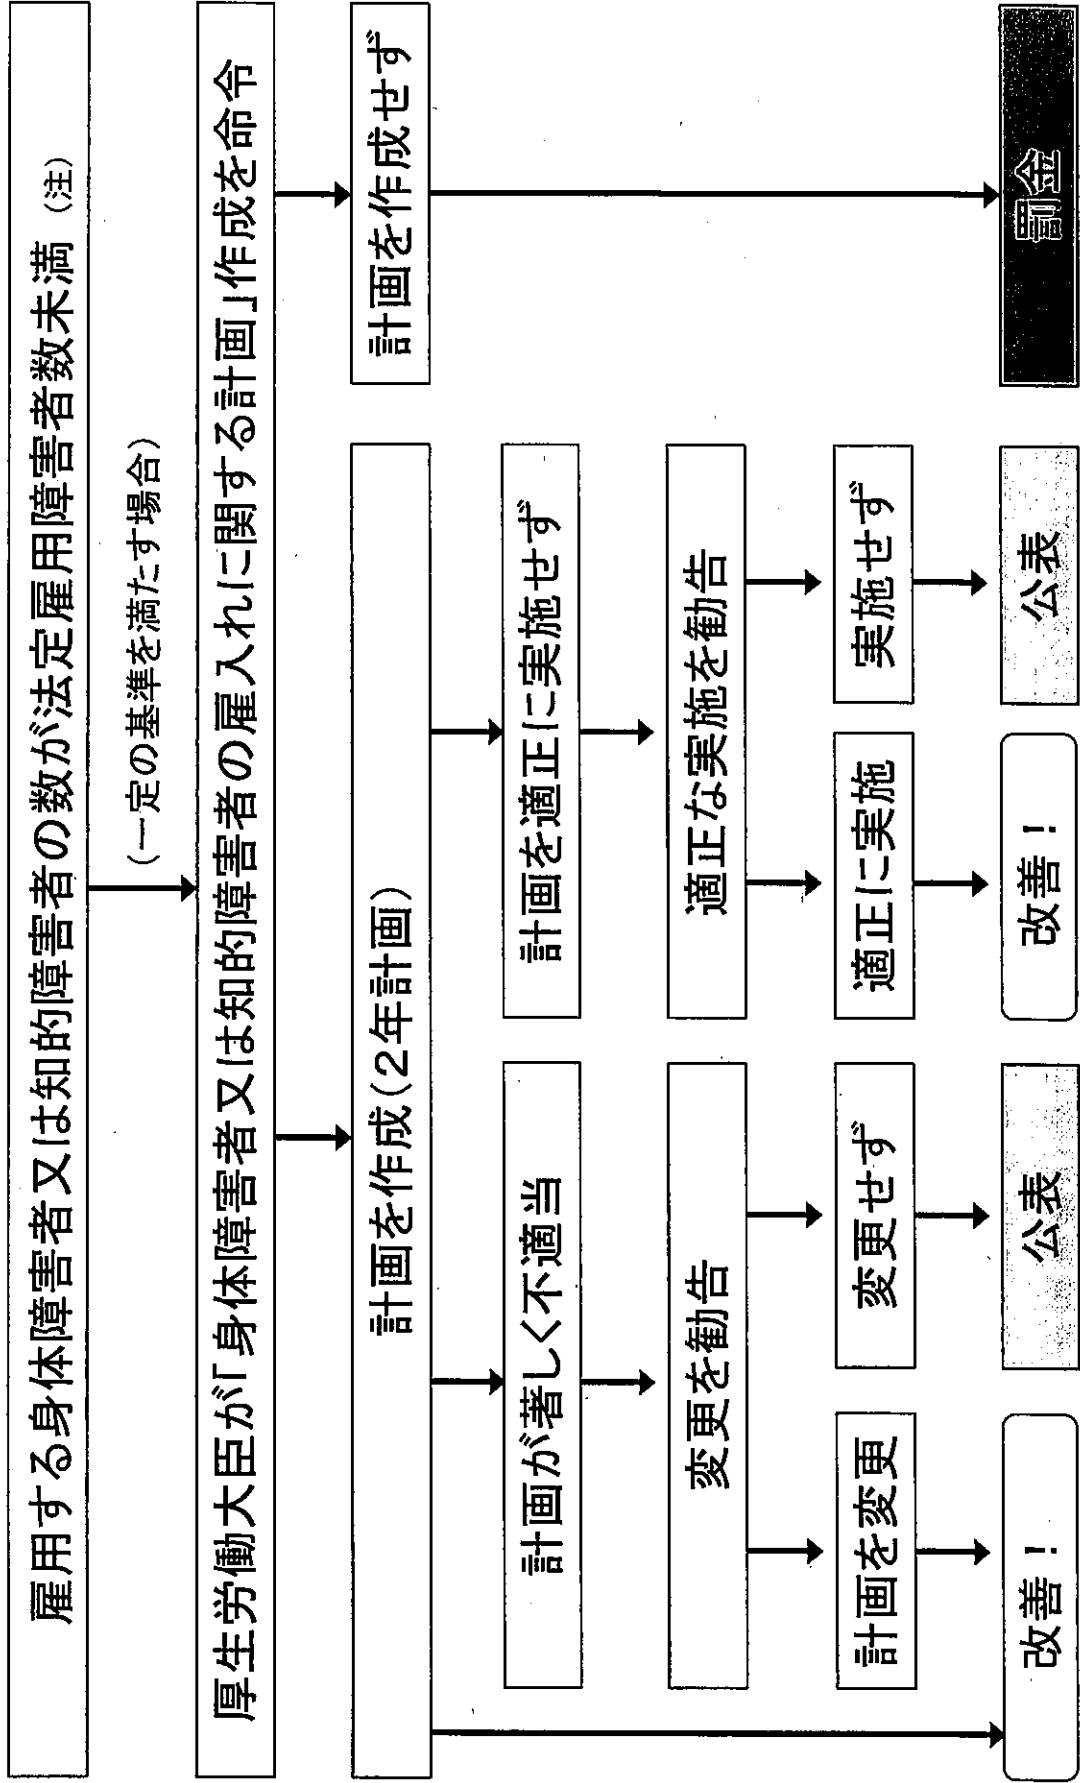 雇用する身体障害者又は知的障害者の数が法定雇用障害者数未満（注）
（一定の基準を満たす場合）
厚生労働大臣が「身体障害者又は知的障害者の雇入れに関する計画」作成を命令
計画を作成（２年計画）
計画を作成せず
計画が著しく不適当
計画を適正に実施せず
変更を勧告
適正な実施を勧告
計画を変更
変更せず
適正に実施
実施せず
改善！
公表
改善！
公表
罰金